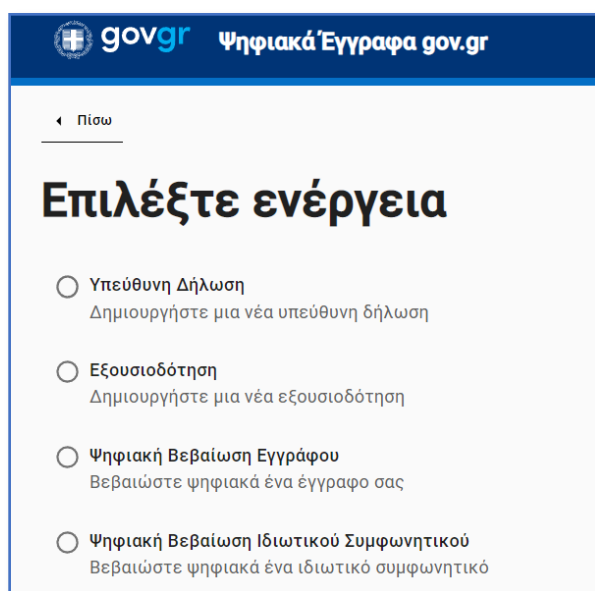 govgr Ψηφιακά Έγγραφα gov.gr
Πίσω
Επιλέξτε ενέργεια
Υπεύθυνη Δήλωση
Δημιουργήστε μια νέα υπεύθυνη δήλωση
Εξουσιοδότηση
Δημιουργήστε μια νέα εξουσιοδότηση
Ψηφιακή Βεβαίωση Εγγράφου
Βεβαιώστε ψηφιακά ένα έγγραφο σας
Ψηφιακή Βεβαίωση Ιδιωτικού Συμφωνητικού
Βεβαιώστε ψηφιακά ένα ιδιωτικό συμφωνητικό